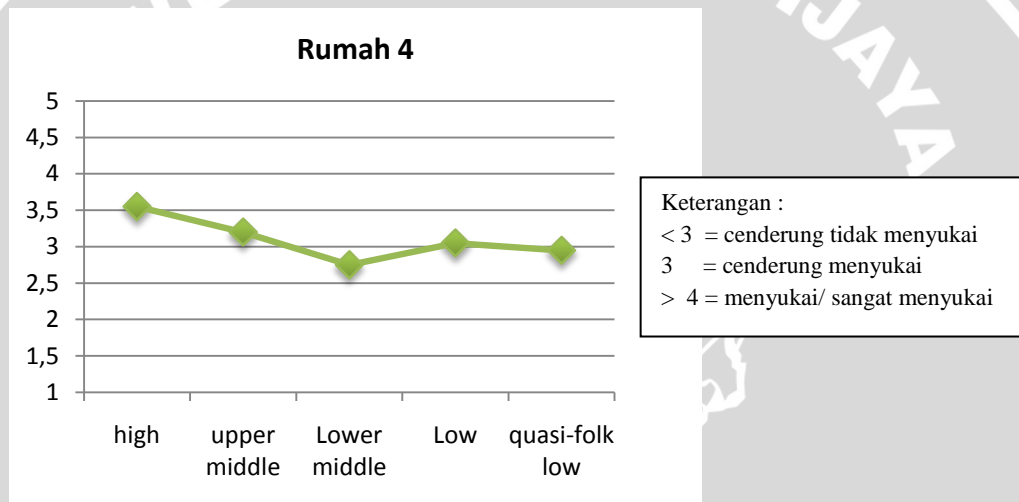 Rumah 4
5
4,5
4
3,5
3
2,5
2
1,5
1
high
upper
middle
Lower
middle
Low
quasi-folk
low
Keterangan :
< 3 = cenderung tidak menyukai
3 = cenderung menyukai
> 4 = menyukai/ sangat menyukai